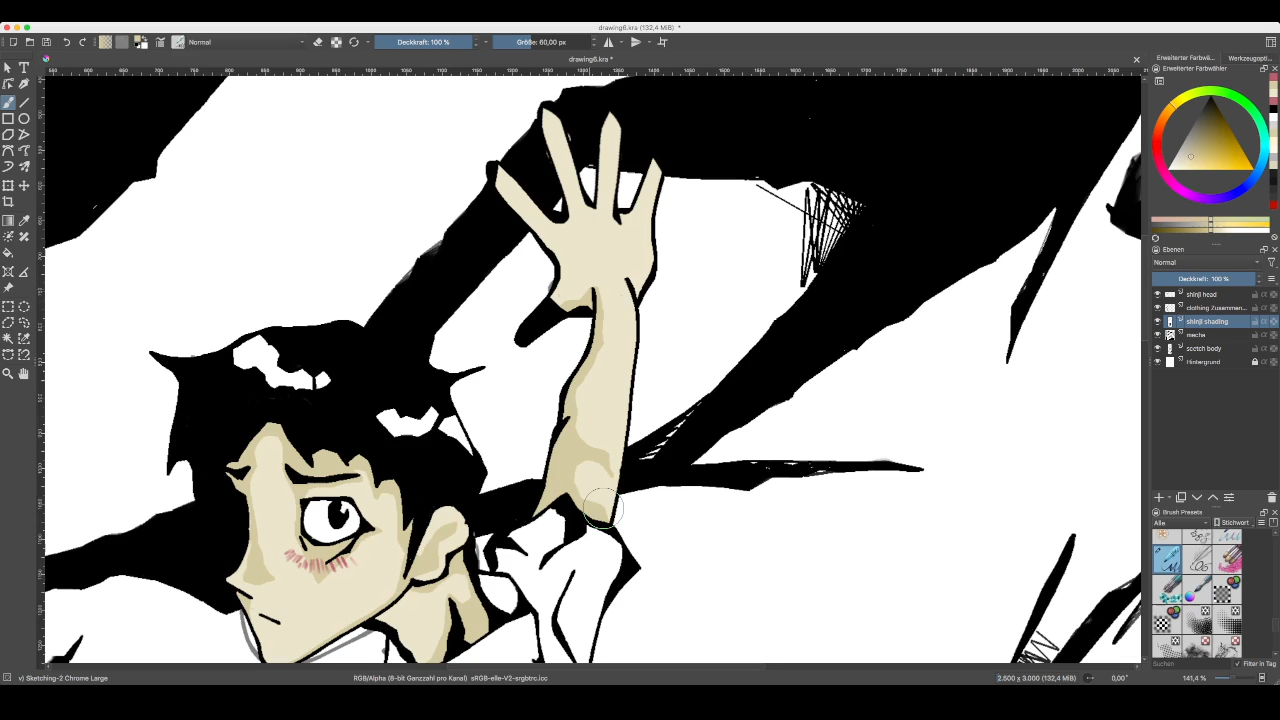 drawing6.kra (132,4 MiB) *
Normal
Deckkraft: 100 %
Größe: 60,00 px
drawing6.kra *
Erweiterter Farbwä...
Werkzeugopti...
Erweiterter Farbwähler
Ebenen
Normal
Deckkraft: 100 %
shinji head
clothing Zusammen...
shinji shading
mecha
scetch body
Hintergrund
Brush Presets
Alle
Stichwort
Suchen
Filter in Tag
v) Sketching-2 Chrome Large
RGB/Alpha (8-bit Ganzzahl pro Kanal) sRGB-elle-V2-srgbtrc.icc
2.800 x 3.000 (132,4 MiB)
0,00°
141,4 %